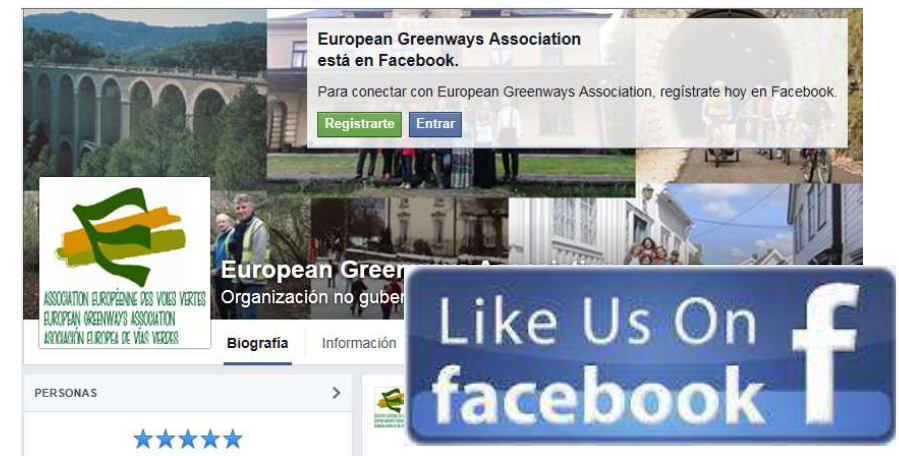 European Greenways Association
está en Facebook.
Para conectar con European Greenways Association, regístrate hoy en Facebook.
Registrarte Entrar
ASSOCIATION EUROPÉENNE DES VOIES VERTES
EUROPEAN GREENWAYS ASSOCIATION
ASOCIACIÓN EUROPEA DE VÍAS VERDES
European Green
Organización no guber
Biografía Información
PERSONAS
Like Us On
facebook f